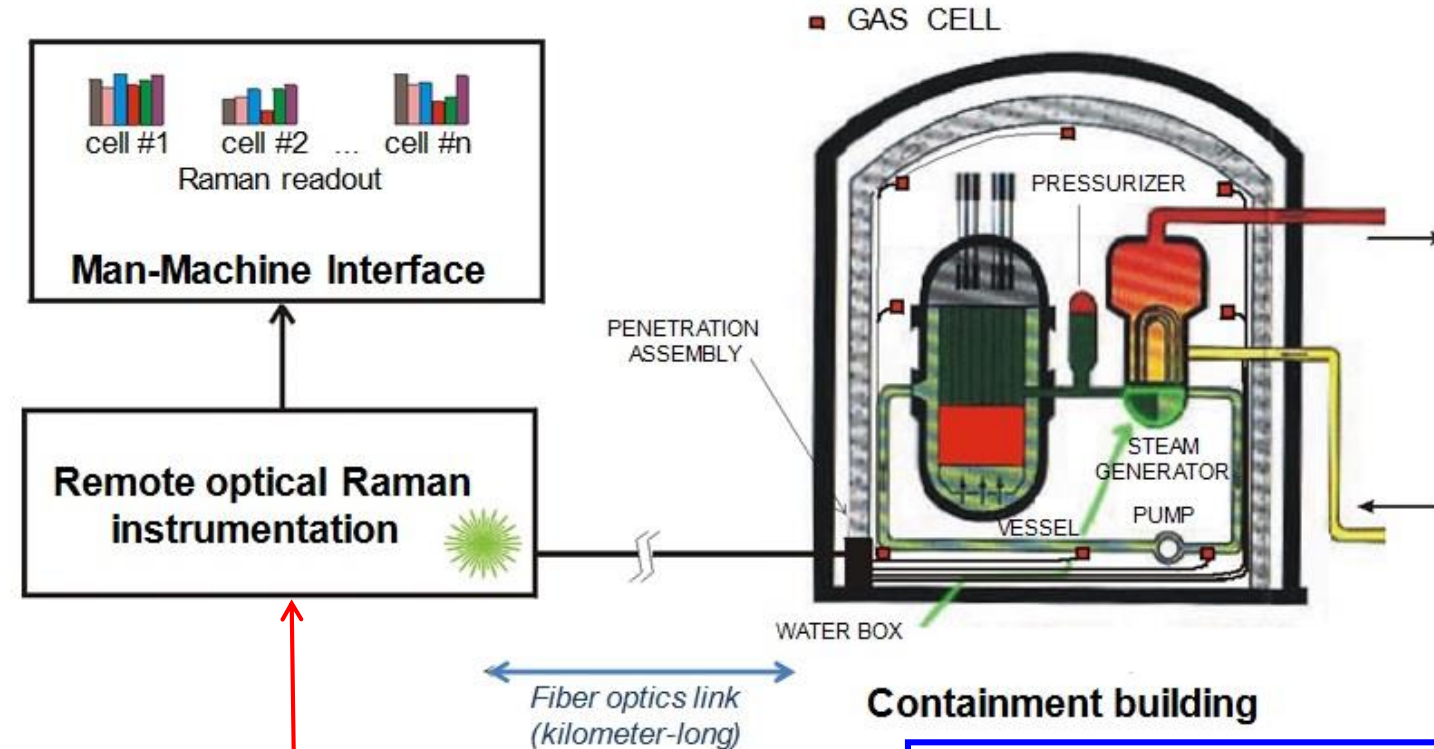 GAS CELL
cell #1 cell #2 ... cell #n
Raman readout
Man-Machine Interface
Remote optical Raman
instrumentation
Fiber optics link
(kilometer-long)
PENETRATION
ASSEMBLY
PRESSURIZER
STEAM
GENERATOR
VESSEL
PUMP
WATER BOX
Containment building